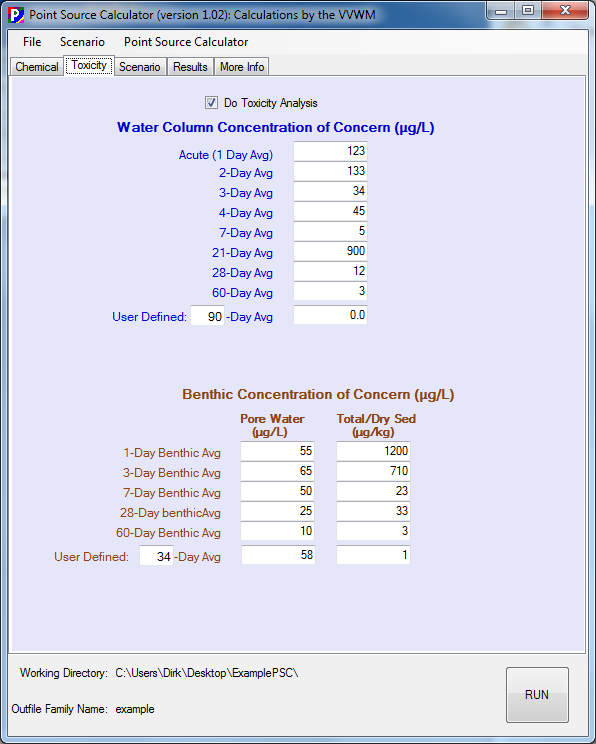 Point Source Calculator (version 1.02): Calculations by the VVWM
File Scenario Point Source Calculator
Chemical Toxicity Scenario Results More Info
Do Toxicity Analysis
Water Column Concentration of Concern (µg/L)
Acute (1 Day Avg) 123
2-Day Avg 133
3-Day Avg 34
4-Day Avg 45
7-Day Avg 5
21-Day Avg 900
28-Day Avg 12
60-Day Avg 3
User Defined: 90 -Day Avg 0.0
Benthic Concentration of Concern (µg/L)
Pore Water Total/Dry Sed
(µg/L) (µg/kg)
1-Day Benthic Avg 55 1200
3-Day Benthic Avg 65 710
7-Day Benthic Avg 50 23
28-Day benthicAvg 25 33
60-Day Benthic Avg 10 3
User Defined: 34 -Day Avg 58 1
Working Directory: C:\Users\Dirk\Desktop\ExamplePSC\
RUN
Outfile Family Name: example